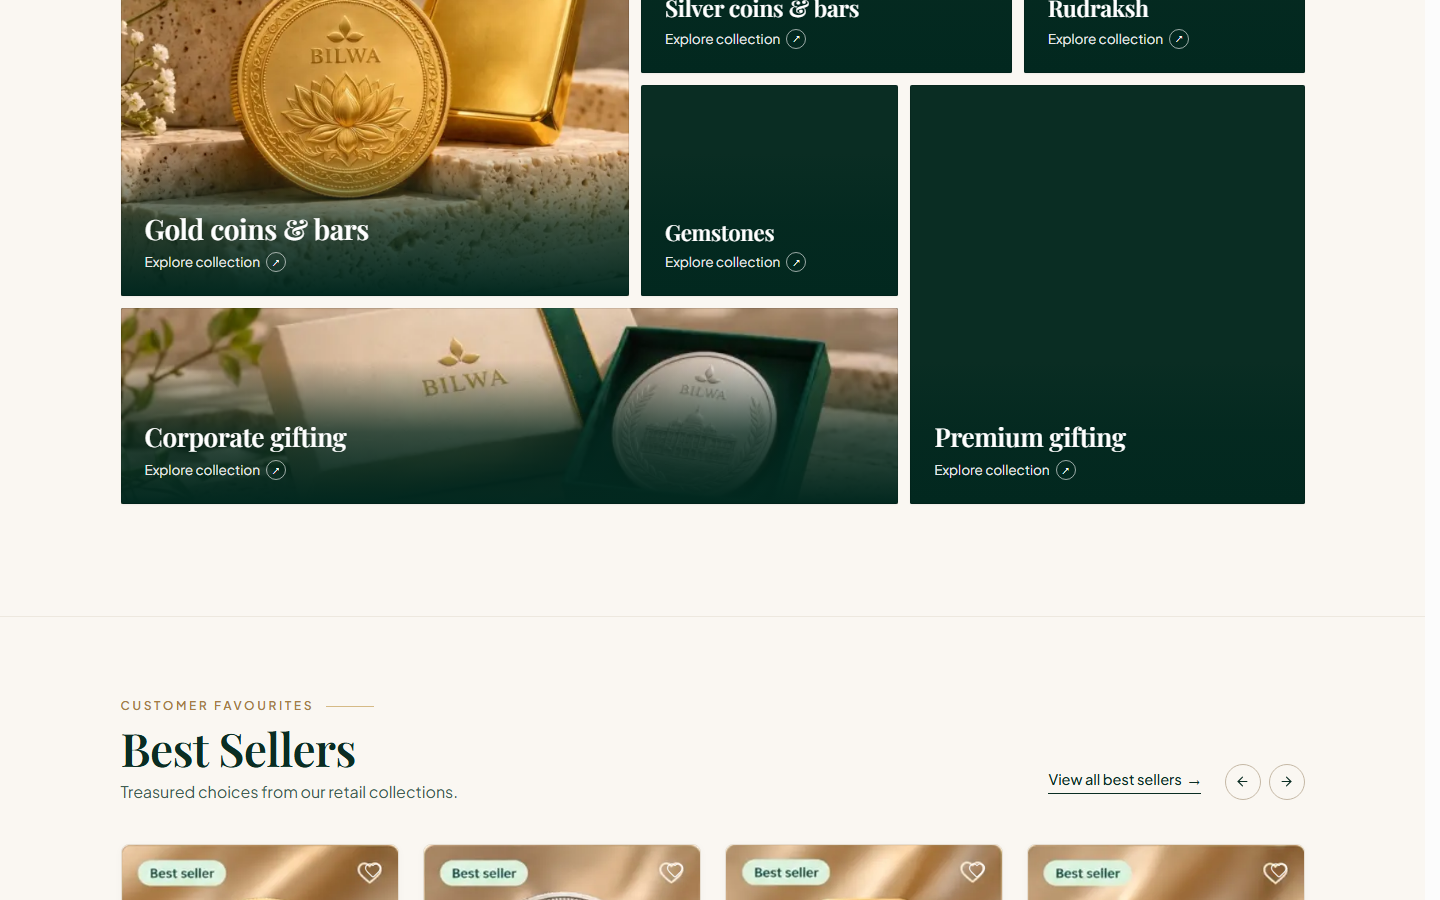 Silver coins & bars
Explore collection ↗
Rudraksh
Explore collection ↗
BILWA
Gold coins & bars
Explore collection ↗
Gemstones
Explore collection ↗
BILWA
BILWA
Corporate gifting
Explore collection ↗
Premium gifting
Explore collection ↗
CUSTOMER FAVOURITES
Best Sellers
Treasured choices from our retail collections.
View all best sellers →
← →
Best seller
Best seller
Best seller
Best seller